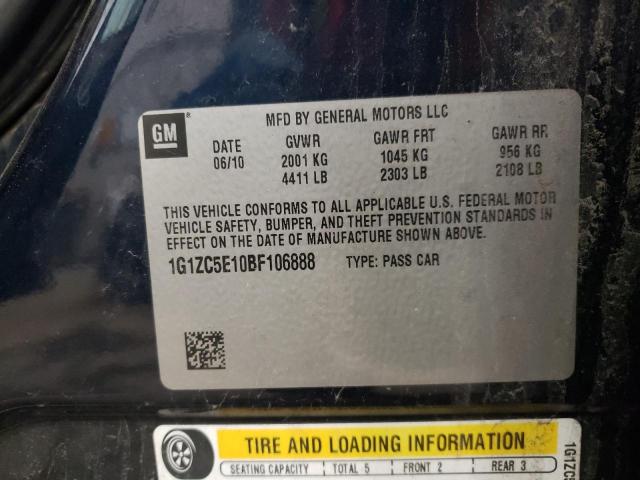 MFD BY GENERAL MOTORS LLC
GM ®
DATE GVWR GAWR FRT GAWR RR
06/10 2001 KG 1045 KG 956 KG
4411 LB 2303 LB 2108 LB
THIS VEHICLE CONFORMS TO ALL APPLICABLE U.S. FEDERAL MOTOR
VEHICLE SAFETY, BUMPER, AND THEFT PREVENTION STANDARDS IN
EFFECT ON THE DATE OF MANUFACTURE SHOWN ABOVE.
1G1ZC5E10BF106888 TYPE: PASS CAR
TIRE AND LOADING INFORMATION
SEATING CAPACITY TOTAL 5 FRONT 2 REAR 3
1G1ZC5